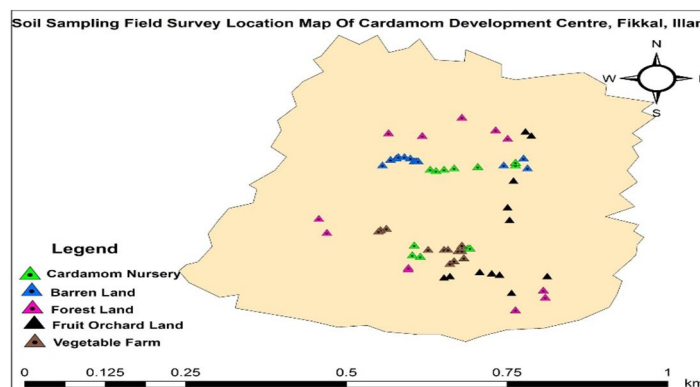 Soil Sampling Field Survey Location Map Of Cardamom Development Centre, Fikkal, Illam
N
W
S
Legend
Cardamom Nursery
Barren Land
Forest Land
Fruit Orchard Land
Vegetable Farm
0 0.125 0.25 0.5 0.75 1
km